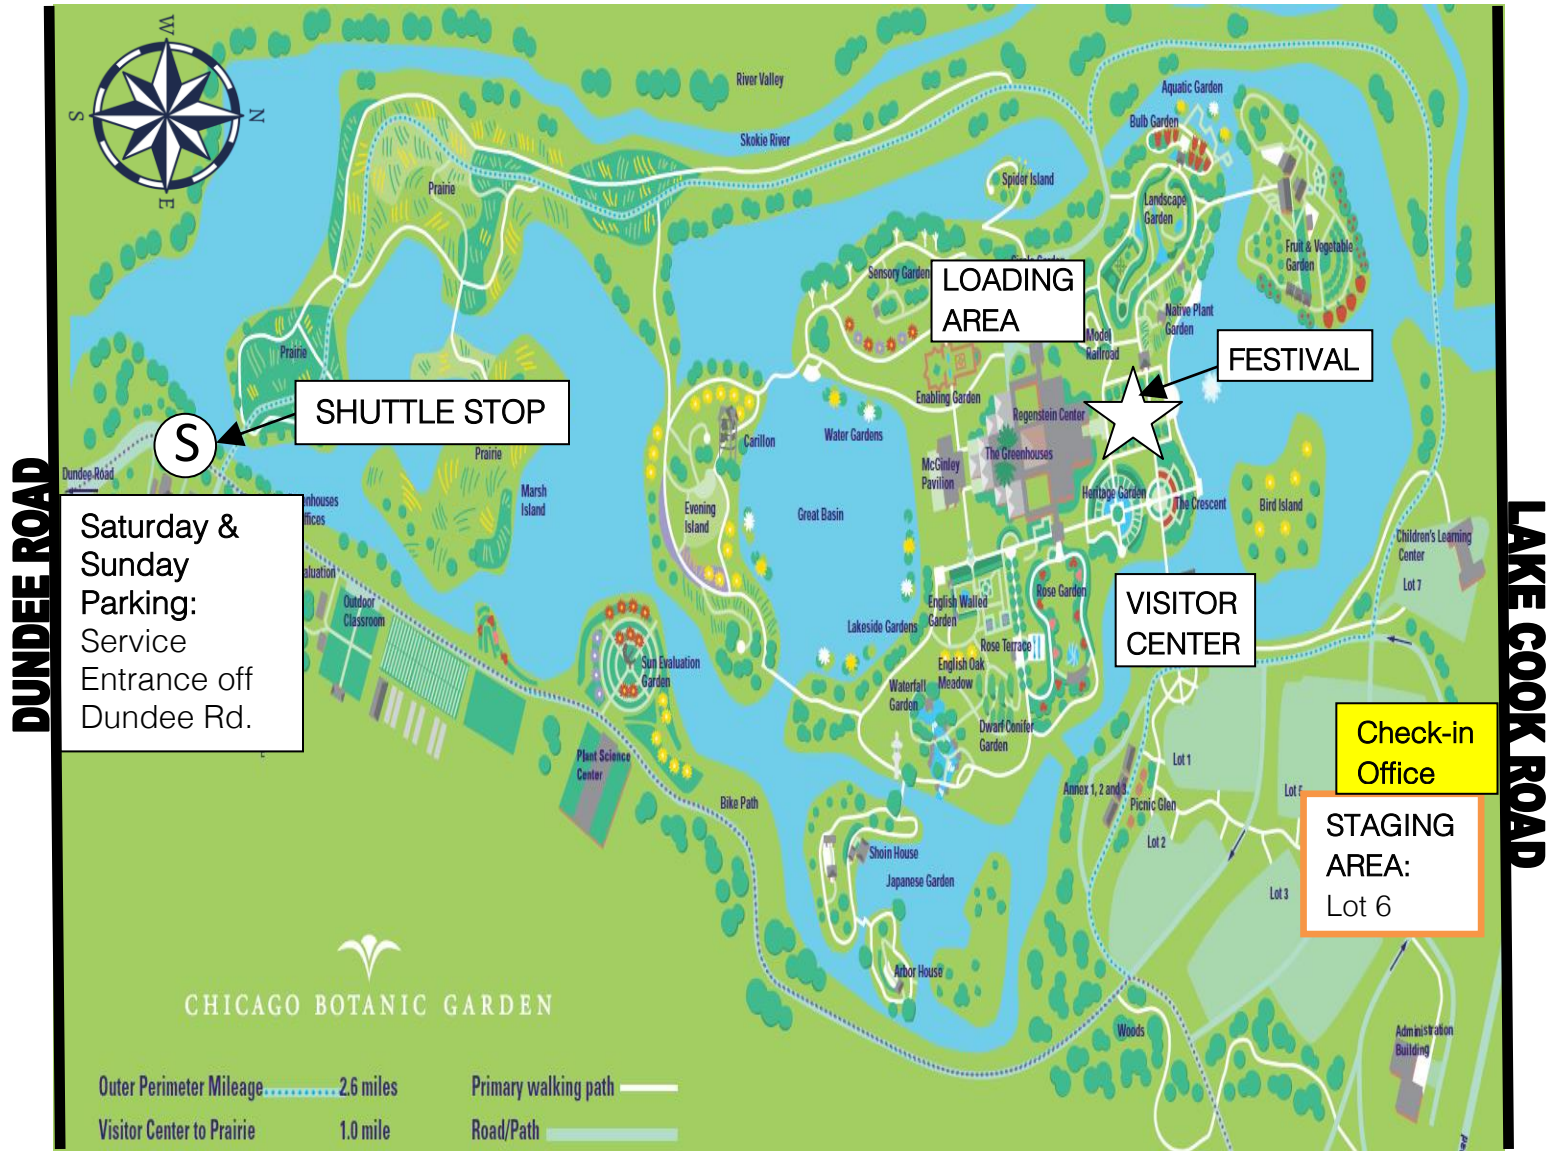 W
S
N
E
River Valley
Skokie River
Aquatic Garden
Bulb Garden
Spider Island
Prairie
Landscape
Garden
Fruit & Vegetable
Garden
Sensory Garden
LOADING
AREA
Native Plant
Garden
Model
Railroad
FESTIVAL
Prairie
SHUTTLE STOP
S
Enabling Garden
Regenstein Center
Water Gardens
Carillon
The Greenhouses
McGinley
Pavilion
Prairie
Dundee Road
DUNDEE ROAD
Marsh
Island
Evening
Island
Great Basin
Heritage Garden
The Crescent
Bird Island
LAKE COOK ROAD
Children's Learning
Center
Lot 7
Saturday &
Sunday
Parking:
Service
Entrance off
Dundee Rd.
enhouses
ffices
aluation
Outdoor
Classroom
Sun Evaluation
Garden
Lakeside Gardens
English Walled
Garden
Rose Garden
Rose Terrace
English Oak
Meadow
Waterfall
Garden
Dwarf Conifer
Garden
VISITOR
CENTER
Plant Science
Center
Bike Path
Annex 1, 2 and 3
Picnic Glen
Lot 1
Lot 2
Lot 3
Lot 5
Check-in
Office
STAGING
AREA:
Lot 6
Shoin House
Japanese Garden
Arbor House
Woods
Administration
Building
CHICAGO BOTANIC GARDEN
Outer Perimeter Mileage 2.6 miles
Visitor Center to Prairie 1.0 mile
Primary walking path
Road/Path